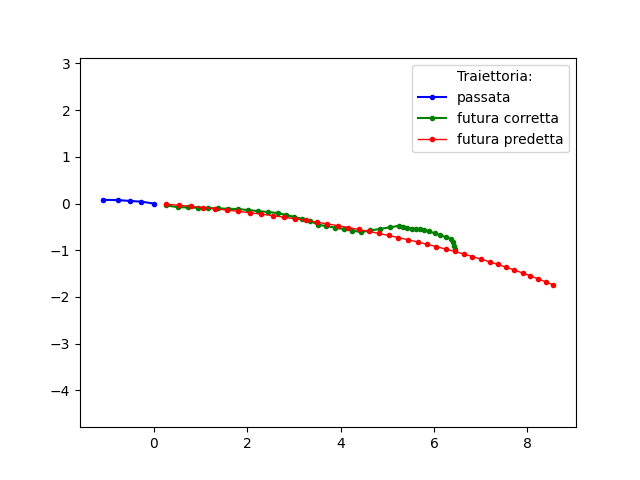 Traiettoria:
passata
futura corretta
futura predetta
3
2
1
0
−1
−2
−3
−4
0 2 4 6 8